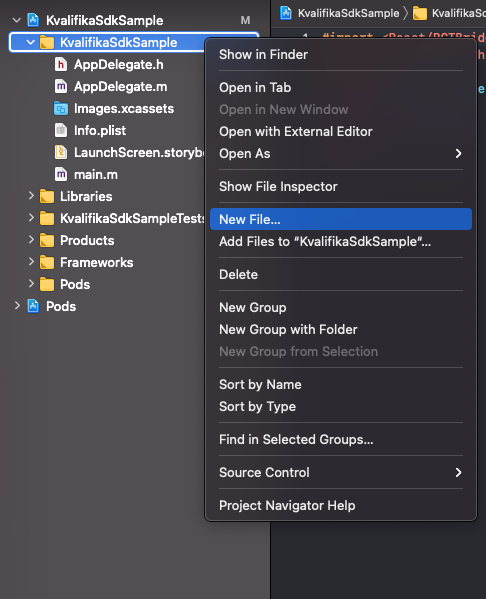 KvalifikaSdkSample M
KvalifikaSdkSample
h AppDelegate.h
m AppDelegate.m
Images.xcassets
Info.plist
LaunchScreen.storybo
m main.m
Libraries
KvalifikaSdkSampleTests
Products
Frameworks
Pods
Pods
KvalifikaSdkSample
Kvalifika
1 #import <React/RCTBrid
Show in Finder
Open in Tab
Open in New Window
Open with External Editor
Open As
Show File Inspector
New File...
Add Files to “KvalifikaSdkSample”...
Delete
New Group
New Group with Folder
New Group from Selection
Sort by Name
Sort by Type
Find in Selected Groups...
Source Control
Project Navigator Help